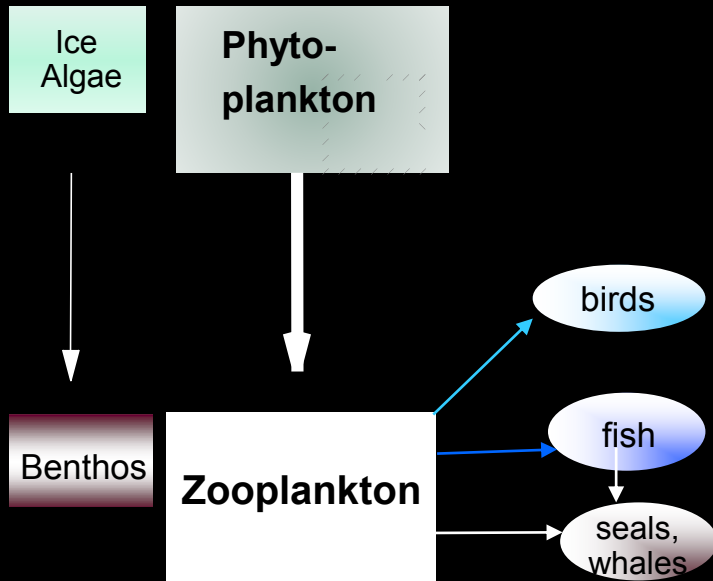 Ice
Algae
Phyto-
plankton
birds
fish
Benthos
Zooplankton
seals,
whales